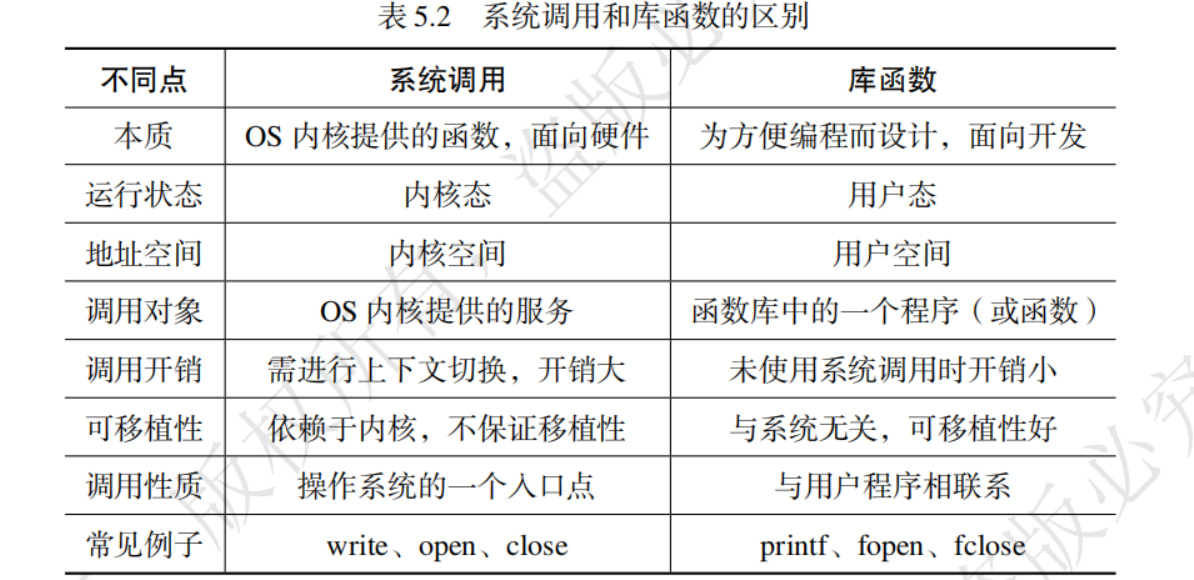 表 5.2 系统调用和库函数的区别
不同点 系统调用 库函数
本质 OS 内核提供的函数，面向硬件 为方便编程而设计，面向开发
运行状态 内核态 用户态
地址空间 内核空间 用户空间
调用对象 OS 内核提供的服务 函数库中的一个程序（或函数）
调用开销 需进行上下文切换，开销大 未使用系统调用时开销小
可移植性 依赖于内核，不保证移植性 与系统无关，可移植性好
调用性质 操作系统的一个入口点 与用户程序相联系
常见例子 write、open、close printf、fopen、fclose
版权所有，盗版必
版必究